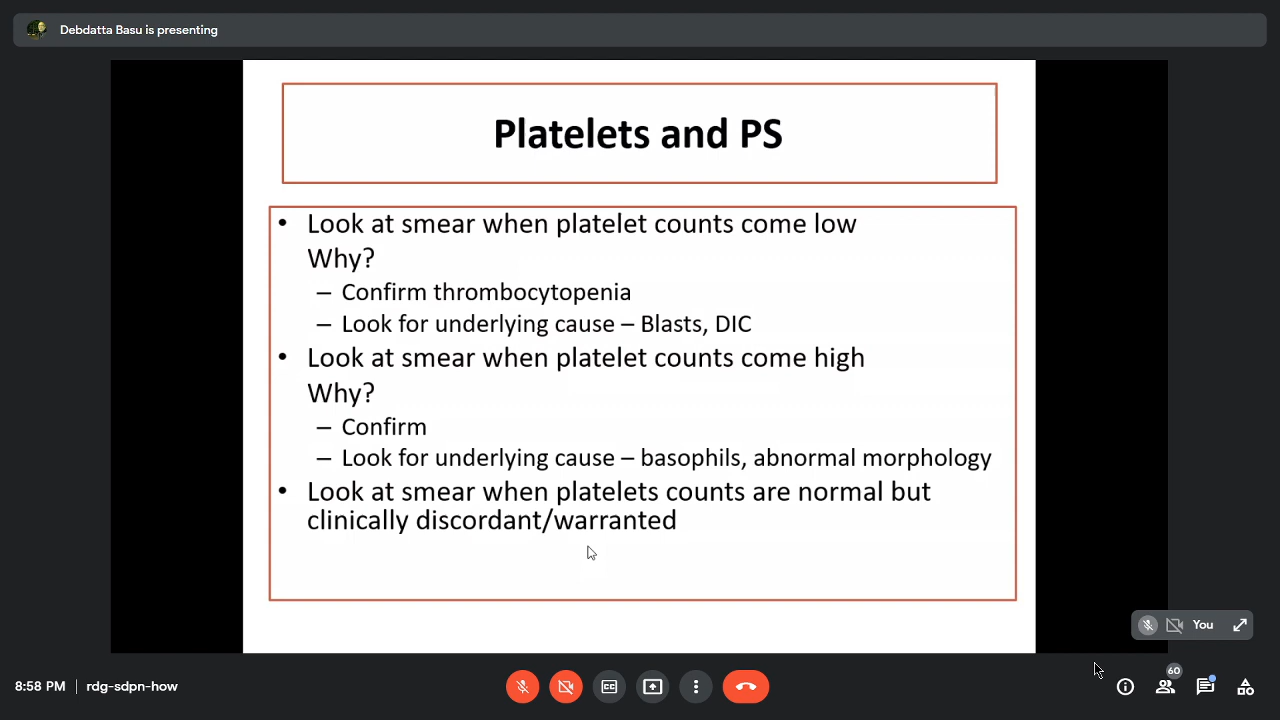 Debdatta Basu is presenting
Platelets and PS
• Look at smear when platelet counts come low
Why?
– Confirm thrombocytopenia
– Look for underlying cause – Blasts, DIC
• Look at smear when platelet counts come high
Why?
– Confirm
– Look for underlying cause – basophils, abnormal morphology
• Look at smear when platelets counts are normal but
clinically discordant/warranted
You
60
8:58 PM | rdg-sdpn-how
CC